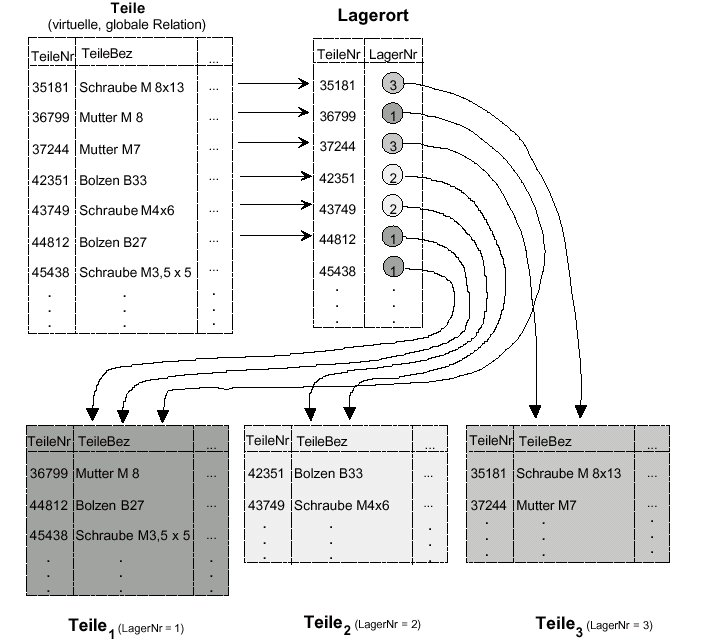 Teile
(virtuelle, globale Relation)
TeileNr TeileBez ...
35181 Schraube M 8x13 ...
36799 Mutter M 8 ...
37244 Mutter M7 ...
42351 Bolzen B33 ...
43749 Schraube M4x6 ...
44812 Bolzen B27 ...
45438 Schraube M3,5 x 5 ...
Lagerort
TeileNr LagerNr
35181 3
36799 1
37244 3
42351 2
43749 2
44812 1
45438 1
TeileNr TeileBez ...
36799 Mutter M 8 ...
44812 Bolzen B27 ...
45438 Schraube M3,5 x 5 ...
Teile1 (LagerNr = 1)
TeileNr TeileBez ...
42351 Bolzen B33 ...
43749 Schraube M4x6 ...
Teile2 (LagerNr = 2)
TeileNr TeileBez ...
35181 Schraube M 8x13 ...
37244 Mutter M7 ...
Teile3 (LagerNr = 3)